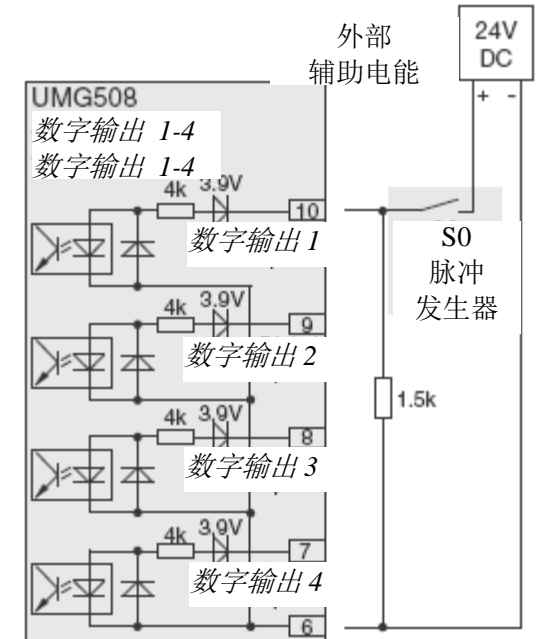 外部
辅助电能
24V
DC
+ -
UMG508
数字输出 1-4
数字输出 1-4
4k 3.9V
10
数字输出 1
S0
脉冲
发生器
4k 3.9V
9
数字输出 2
1.5k
4k 3.9V
8
数字输出 3
4k 3.9V
7
数字输出 4
6